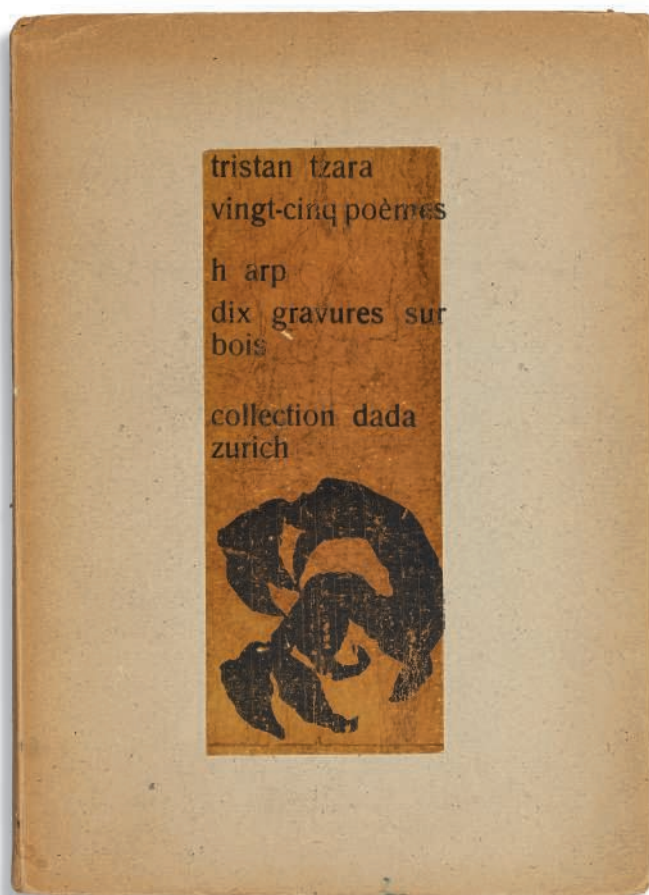 tristan tzara
vingt-cinq poèmes
h arp
dix gravures sur
bois
collection dada
zurich